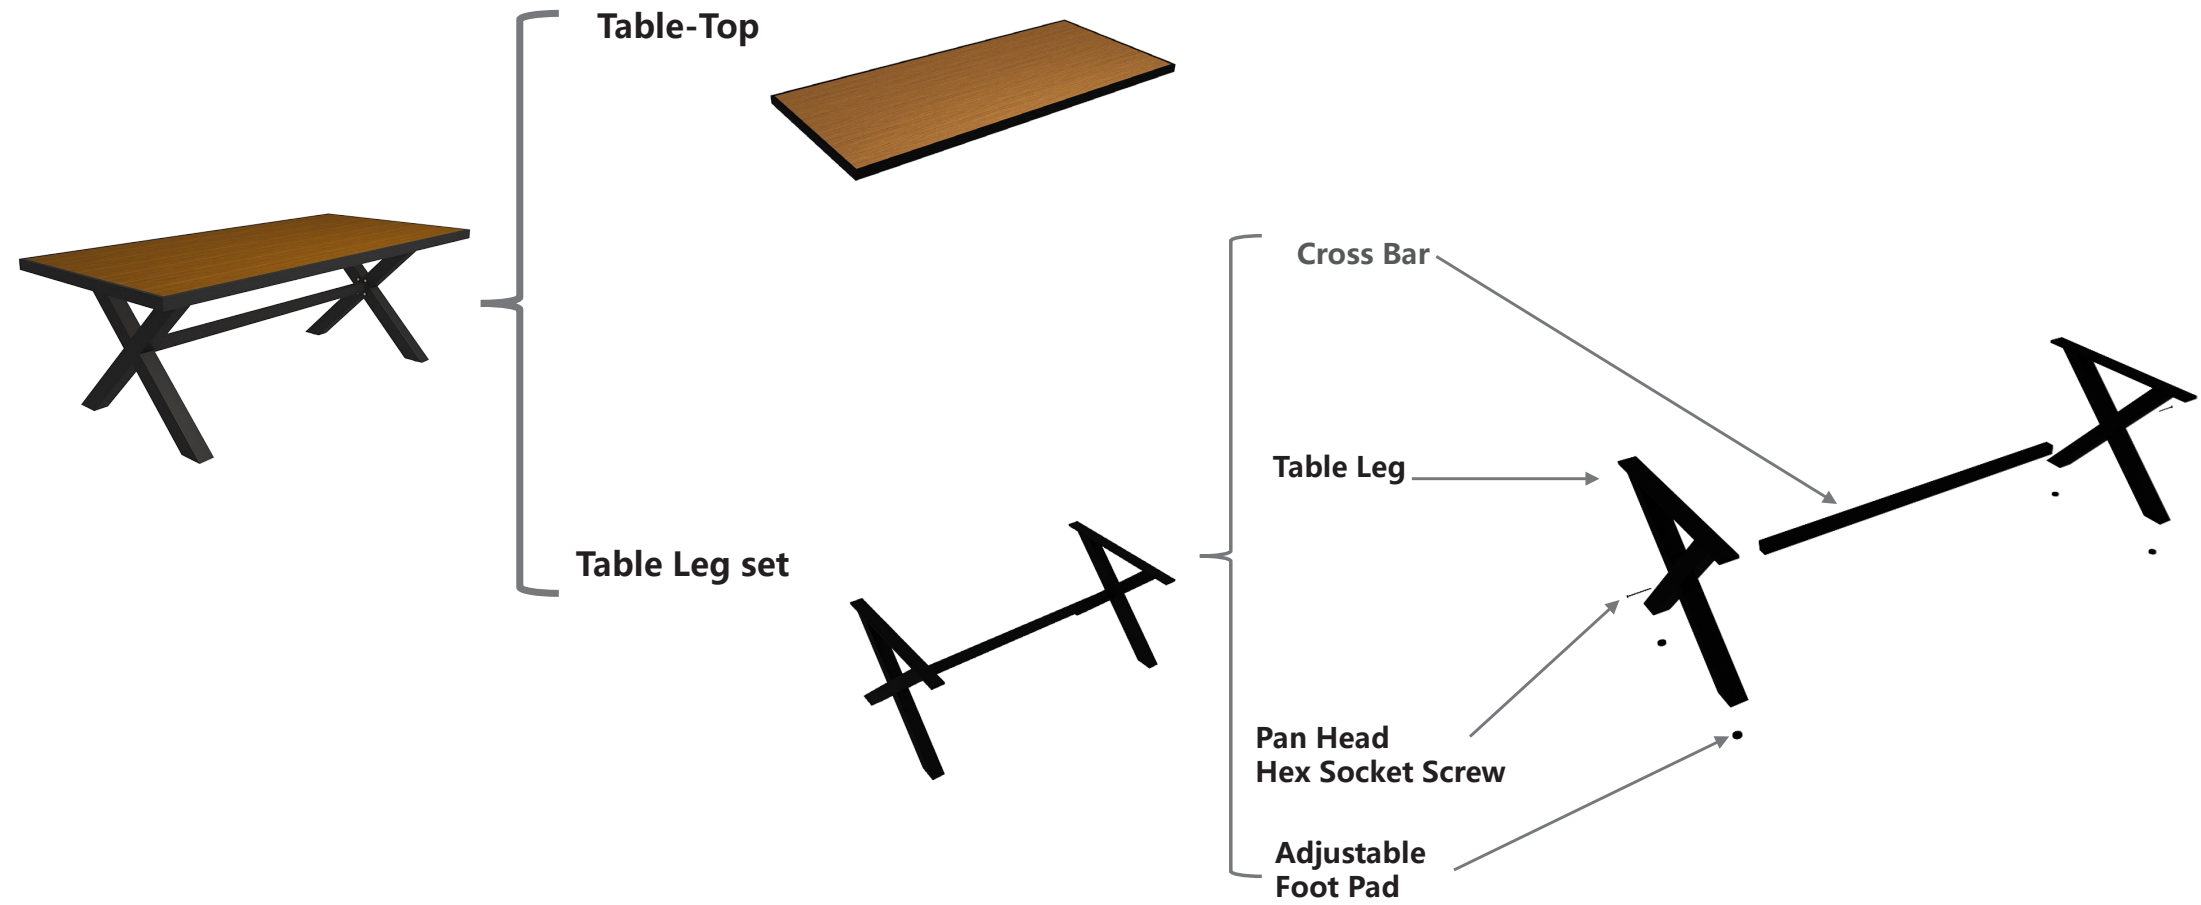 Table-Top
Cross Bar
Table Leg
Table Leg set
Pan Head
Hex Socket Screw
Adjustable
Foot Pad